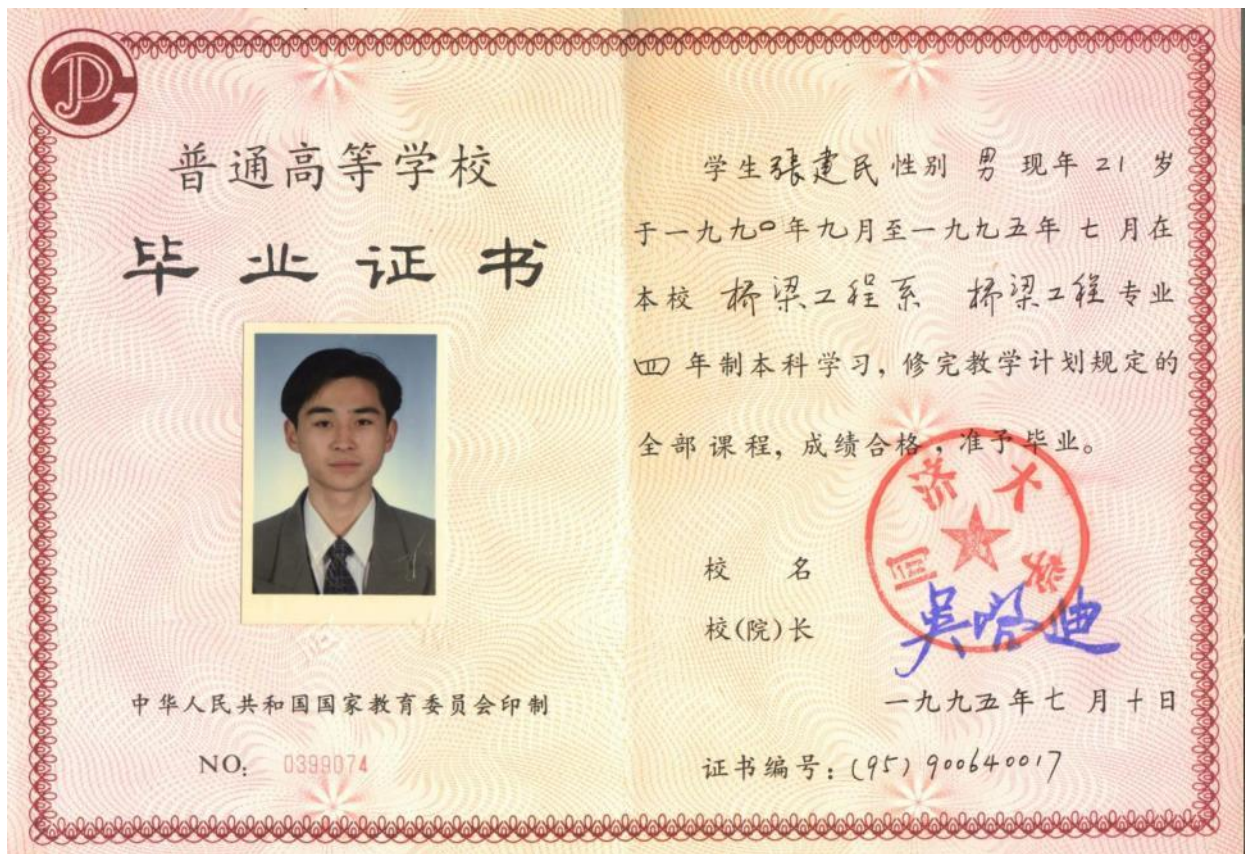 普通高等学校
毕业证书
中华人民共和国国家教育委员会印制
NO: 0399074
学生張建民性别 男 现年 21 岁
于一九九〇年九月至一九九五年 七 月在
本校 桥梁工程系 桥梁工程 专业
四 年制本科学习, 修完教学计划规定的
全部课程, 成绩合格, 准予毕业。
同济大学
校 名
校(院)长
吴启迪
一九九五年七 月十日
证书编号: (95) 900640017